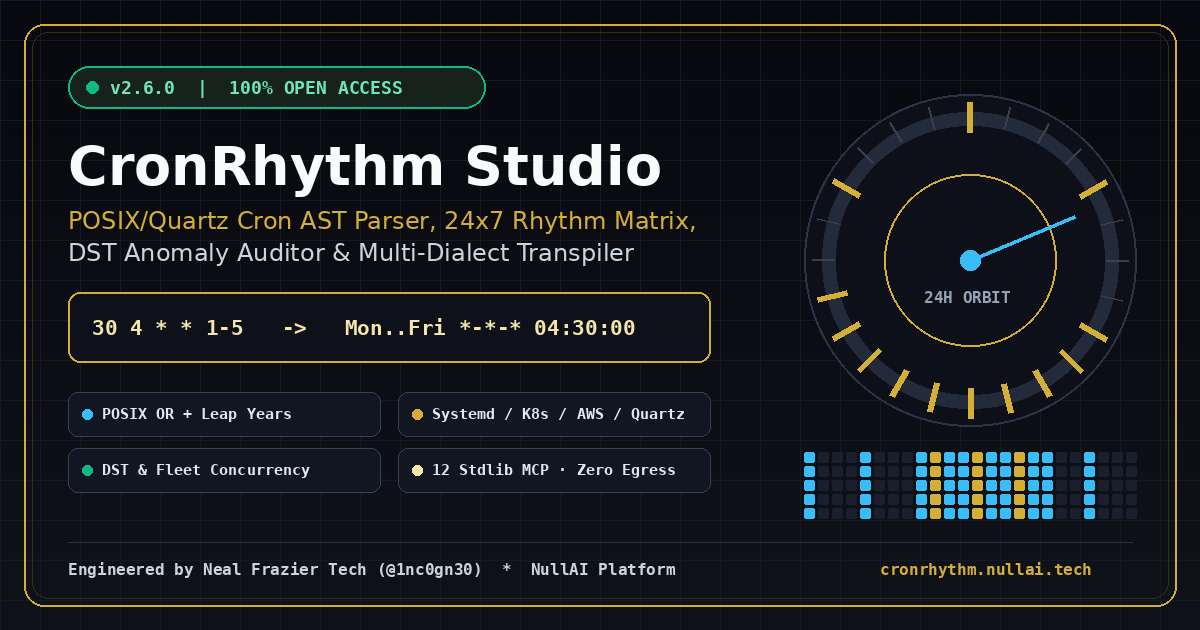 v2.6.0 | 100% OPEN ACCESS
CronRhythm Studio
POSIX/Quartz Cron AST Parser, 24x7 Rhythm Matrix,
DST Anomaly Auditor & Multi-Dialect Transpiler
30 4 * * 1-5 -> Mon..Fri *-*-* 04:30:00
POSIX OR + Leap Years
Systemd / K8s / AWS / Quartz
DST & Fleet Concurrency
12 Stdlib MCP · Zero Egress
24H ORBIT
Engineered by Neal Frazier Tech (@1nc0gn30) * NullAI Platform
cronrhythm.nullai.tech